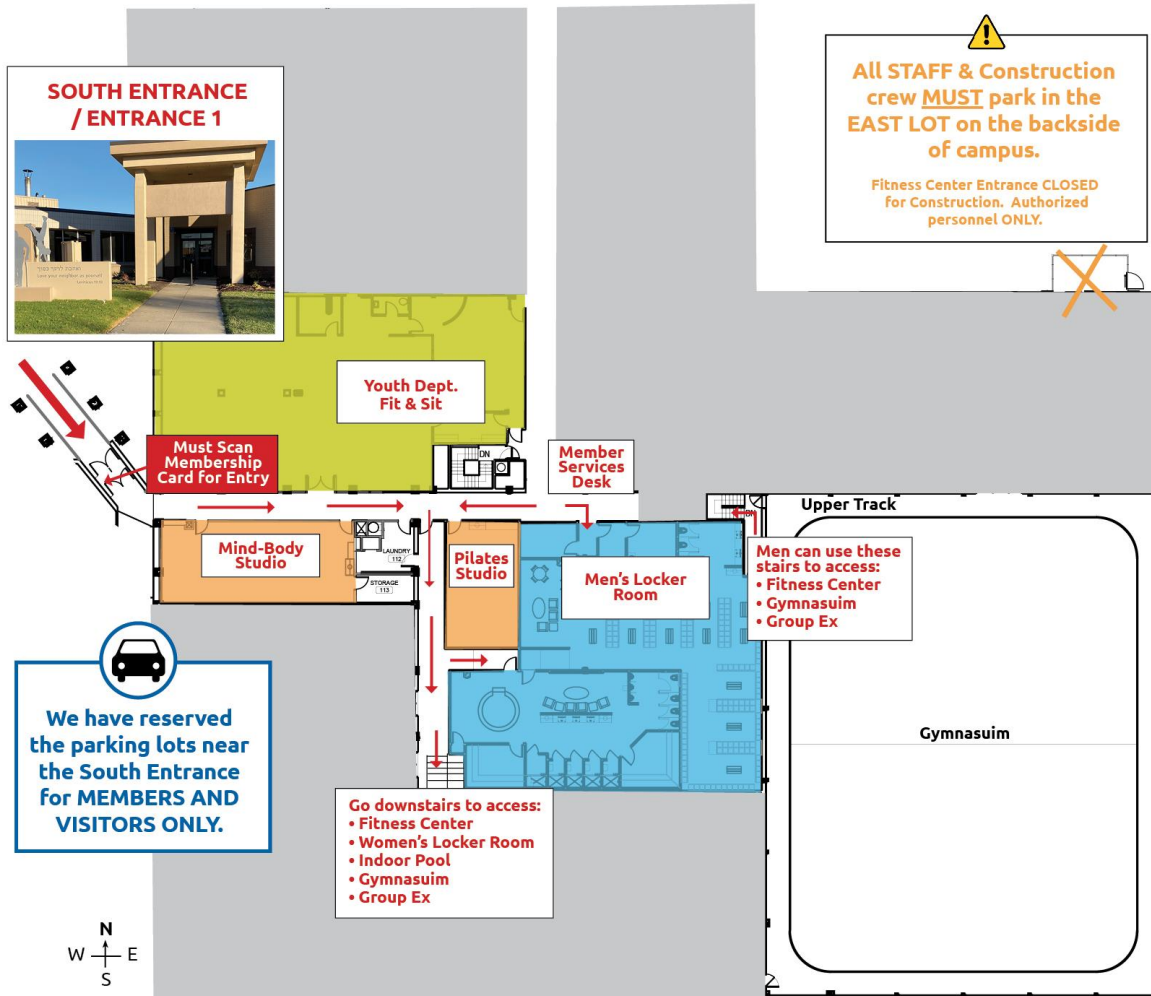 SOUTH ENTRANCE
/ ENTRANCE 1
All STAFF & Construction
crew MUST park in the
EAST LOT on the backside
of campus.
Fitness Center Entrance CLOSED
for Construction. Authorized
personnel ONLY.
Youth Dept.
Fit & Sit
Must Scan
Membership
Card for Entry
DN
Member
Services
Desk
Upper Track
DN
Mind-Body
Studio
LAUNDRY
112
STORAGE
113
Pilates
Studio
Men's Locker
Room
Men can use these
stairs to access:
• Fitness Center
• Gymnasuim
• Group Ex
We have reserved
the parking lots near
the South Entrance
for MEMBERS AND
VISITORS ONLY.
Gymnasuim
Go downstairs to access:
• Fitness Center
• Women's Locker Room
• Indoor Pool
• Gymnasuim
• Group Ex
N
W E
S